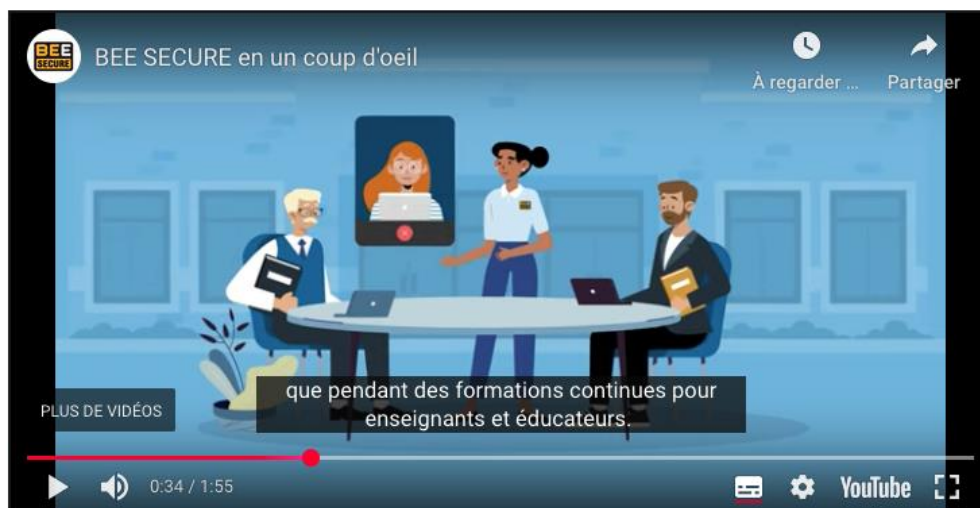 BEE
SECURE
BEE SECURE en un coup d'oeil
À regarder ...
Partager
que pendant des formations continues pour
enseignants et éducateurs.
PLUS DE VIDÉOS
0:34 / 1:55
YouTube